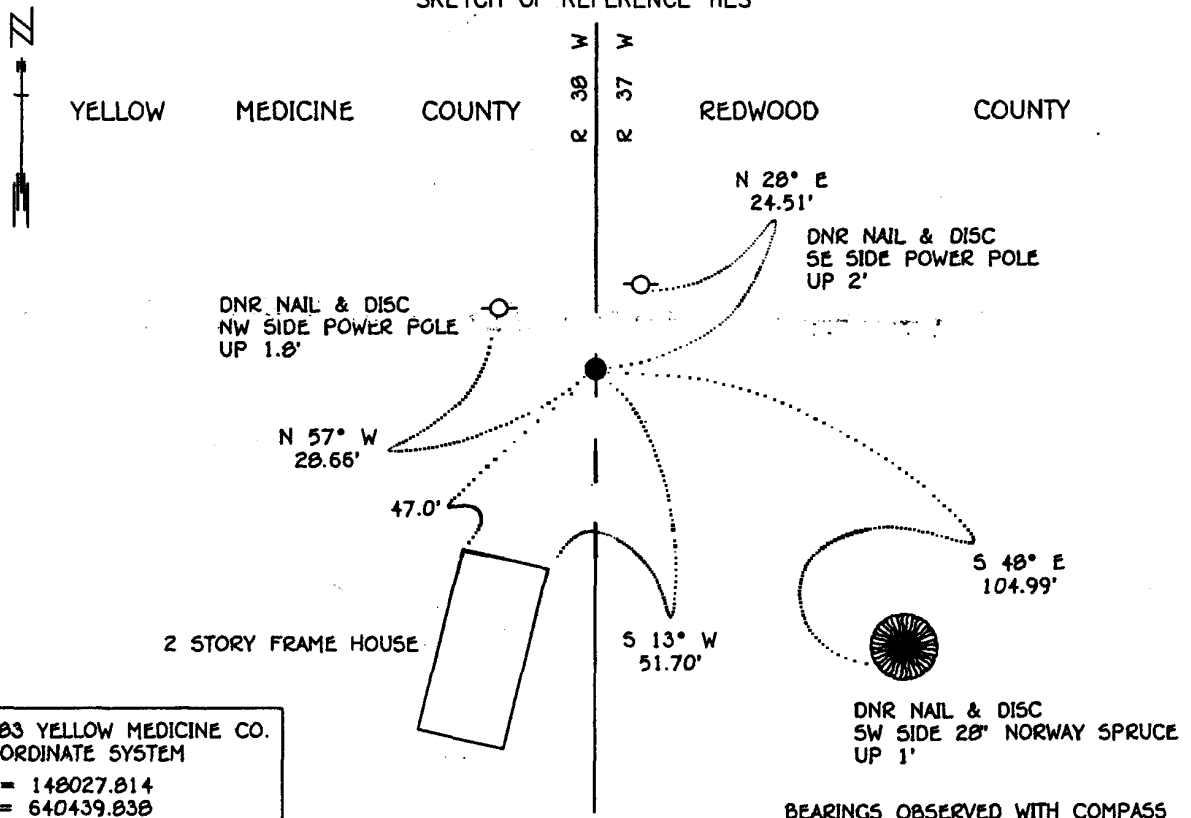 SKETCH OF REFERENCE TIES
N
R 38 W
R 37 W
YELLOW MEDICINE COUNTY
REDWOOD COUNTY
N 28° E
24.51'
DNR NAIL & DISC
SE SIDE POWER POLE
UP 2'
DNR NAIL & DISC
NW SIDE POWER POLE
UP 1.8'
N 57° W
28.66'
47.0'
S 48° E
104.99'
2 STORY FRAME HOUSE
S 13° W
51.70'
DNR NAIL & DISC
SW SIDE 28" NORWAY SPRUCE
UP 1'
83 YELLOW MEDICINE CO.
ORDINATE SYSTEM
= 148027.814
= 640439.838
BEARINGS OBSERVED WITH COMPASS